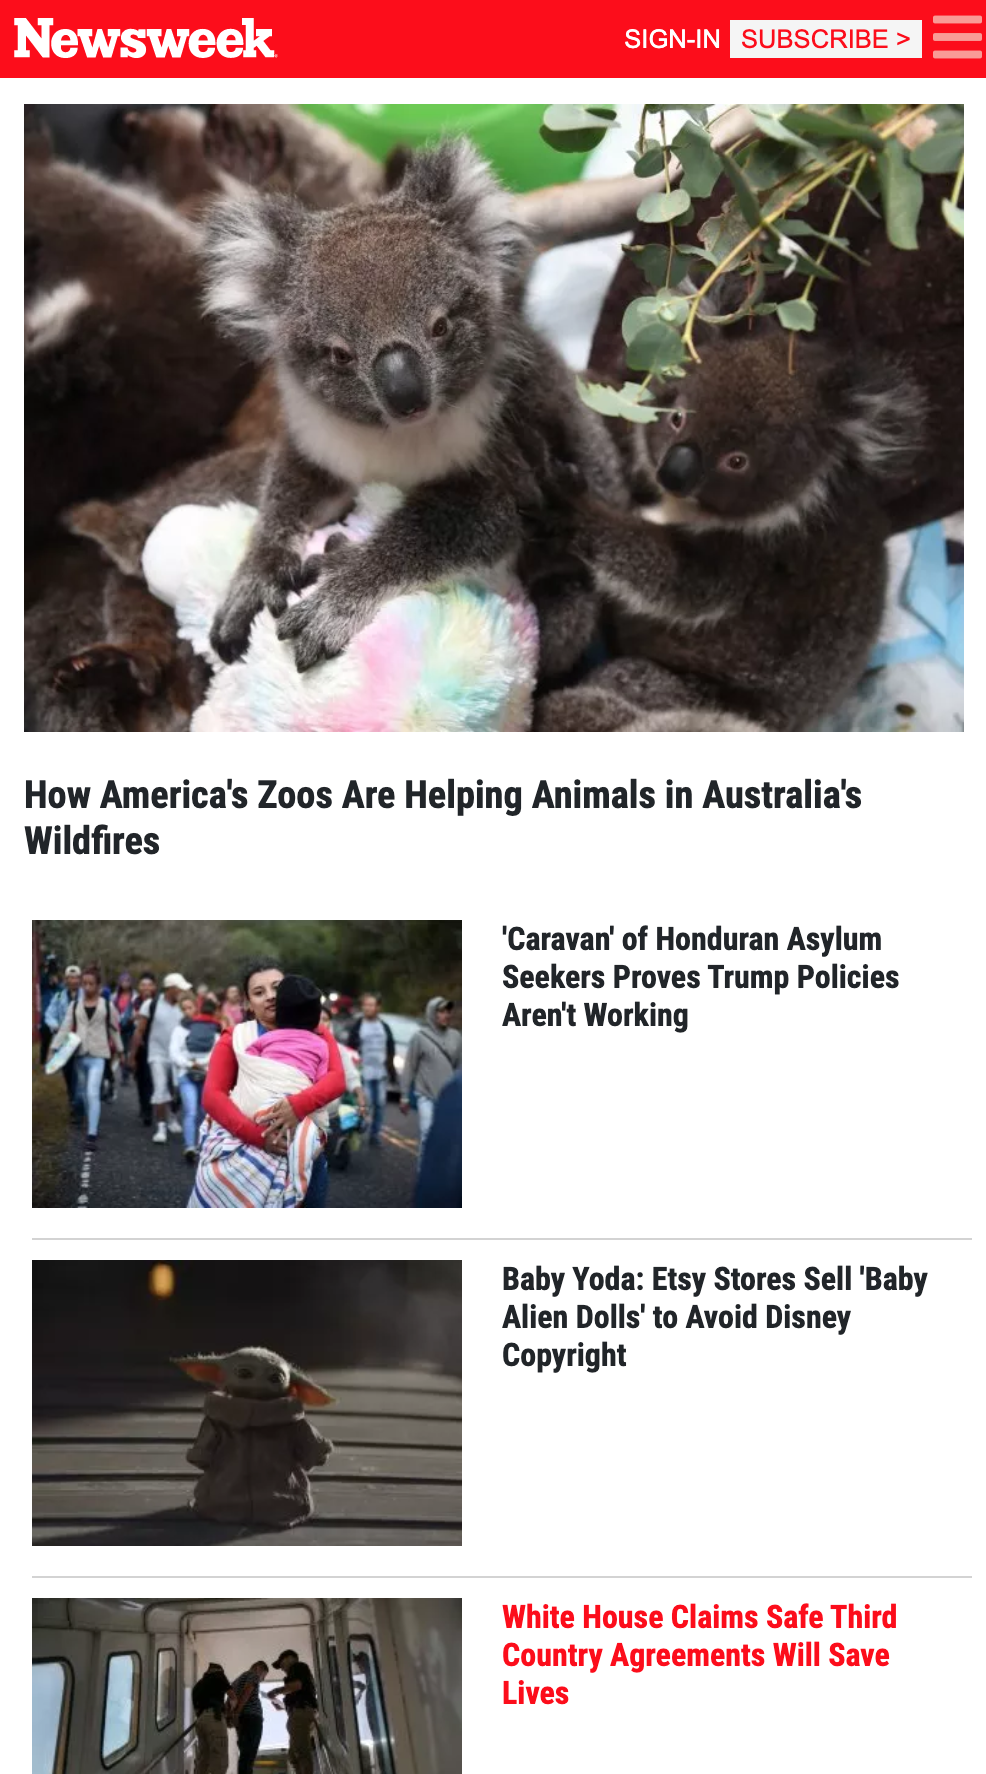 Newsweek
SIGN-IN SUBSCRIBE >
How America's Zoos Are Helping Animals in Australia's
Wildfires
'Caravan' of Honduran Asylum
Seekers Proves Trump Policies
Aren't Working
Baby Yoda: Etsy Stores Sell 'Baby
Alien Dolls' to Avoid Disney
Copyright
White House Claims Safe Third
Country Agreements Will Save
Lives